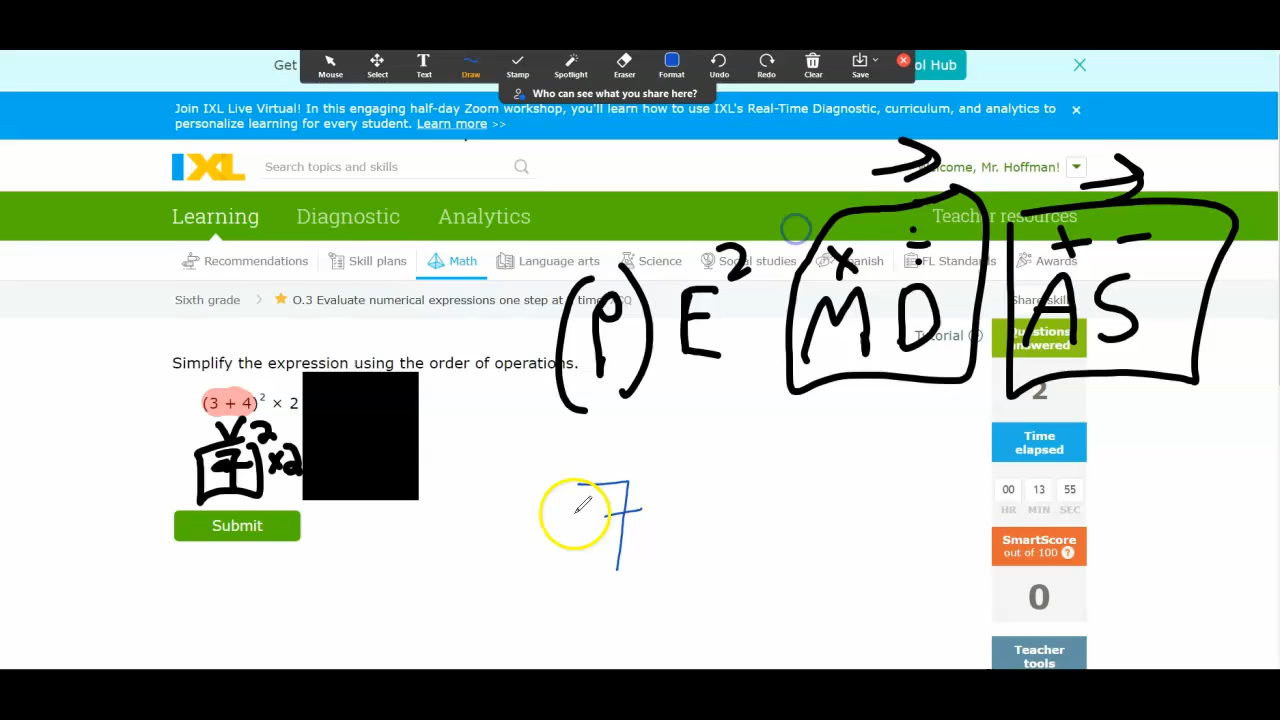 Get
ol Hub
Mouse
Select
Text
Draw
Stamp
Spotlight
Eraser
Format
Undo
Redo
Clear
Save
Who can see what you share here?
Join IXL Live Virtual! In this engaging half-day Zoom workshop, you'll learn how to use IXL's Real-Time Diagnostic, curriculum, and analytics to
personalize learning for every student. Learn more >>
IXL
Search topics and skills
elcome, Mr. Hoffman!
Learning
Diagnostic
Analytics
Teacher resources
Recommendations
Skill plans
Math
Language arts
Science
Social studies
Spanish
FL Standards
Awards
Sixth grade > O.3 Evaluate numerical expressions one step at a time
Share skill
(P) E² × ÷ + −
M D A S
Tutorial
Questions
answered
2
Simplify the expression using the order of operations.
(3 + 4)² × 2
7² ×2
Submit
7
Time
elapsed
00 13 55
HR MIN SEC
SmartScore
out of 100 ?
0
Teacher
tools